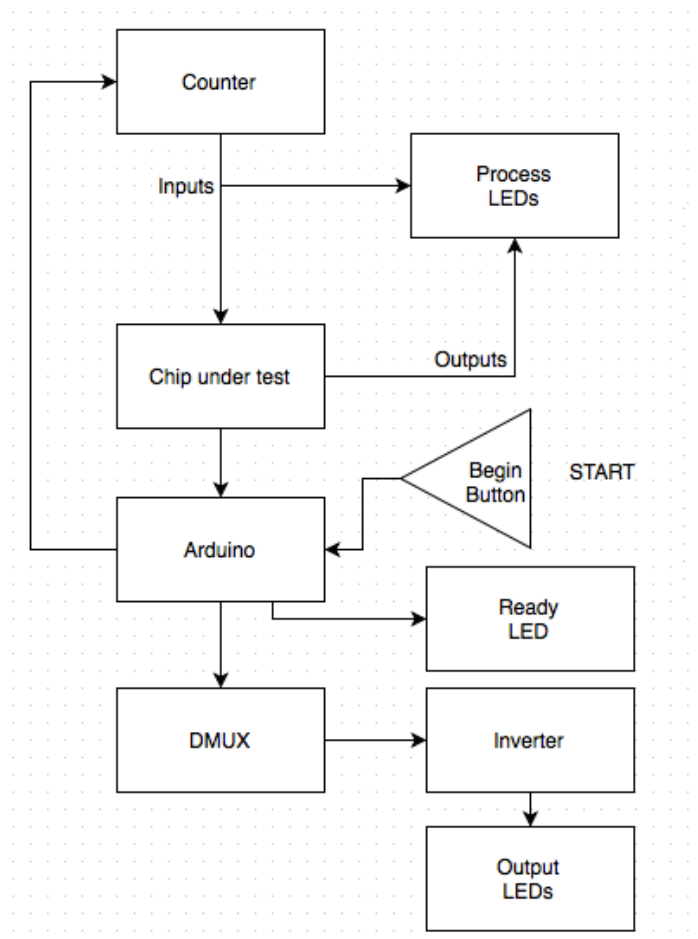 Counter
Inputs
Process
LEDs
Chip under test
Outputs
Begin
Button
START
Arduino
Ready
LED
DMUX
Inverter
Output
LEDs